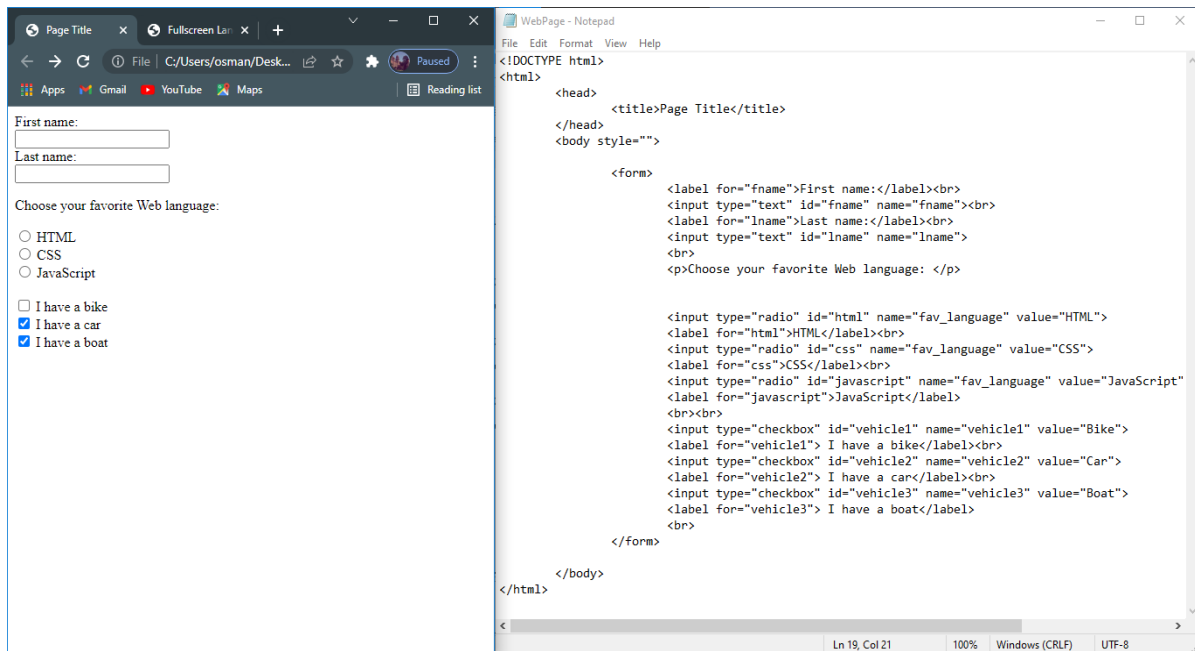 Page Title
Fullscreen Lan
File C:/Users/osman/Desk...
Paused
Apps Gmail YouTube Maps
Reading list
First name:
Last name:
Choose your favorite Web language:
HTML
CSS
JavaScript
I have a bike
I have a car
I have a boat
WebPage - Notepad
File Edit Format View Help
<!DOCTYPE html>
<html>
<head>
<title>Page Title</title>
</head>
<body style="">
<form>
<label for="fname">First name:</label><br>
<input type="text" id="fname" name="fname"><br>
<label for="lname">Last name:</label><br>
<input type="text" id="lname" name="lname">
<br>
<p>Choose your favorite Web language: </p>
<input type="radio" id="html" name="fav_language" value="HTML">
<label for="html">HTML</label><br>
<input type="radio" id="css" name="fav_language" value="CSS">
<label for="css">CSS</label><br>
<input type="radio" id="javascript" name="fav_language" value="JavaScript"
<label for="javascript">JavaScript</label>
<br><br>
<input type="checkbox" id="vehicle1" name="vehicle1" value="Bike">
<label for="vehicle1"> I have a bike</label><br>
<input type="checkbox" id="vehicle2" name="vehicle2" value="Car">
<label for="vehicle2"> I have a car</label><br>
<input type="checkbox" id="vehicle3" name="vehicle3" value="Boat">
<label for="vehicle3"> I have a boat</label>
<br>
</form>
</body>
</html>
Ln 19, Col 21 100% Windows (CRLF) UTF-8